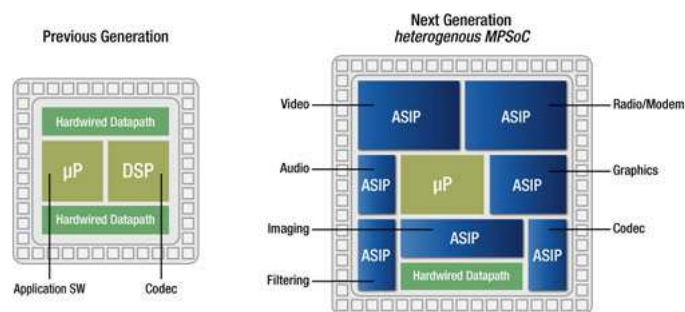 Previous Generation
Hardwired Datapath
µP
DSP
Hardwired Datapath
Application SW
Codec
Next Generation
heterogenous MPSoC
Video
ASIP
ASIP
Radio/Modem
Audio
ASIP
µP
ASIP
Graphics
Imaging
ASIP
ASIP
ASIP
Codec
Filtering
Hardwired Datapath